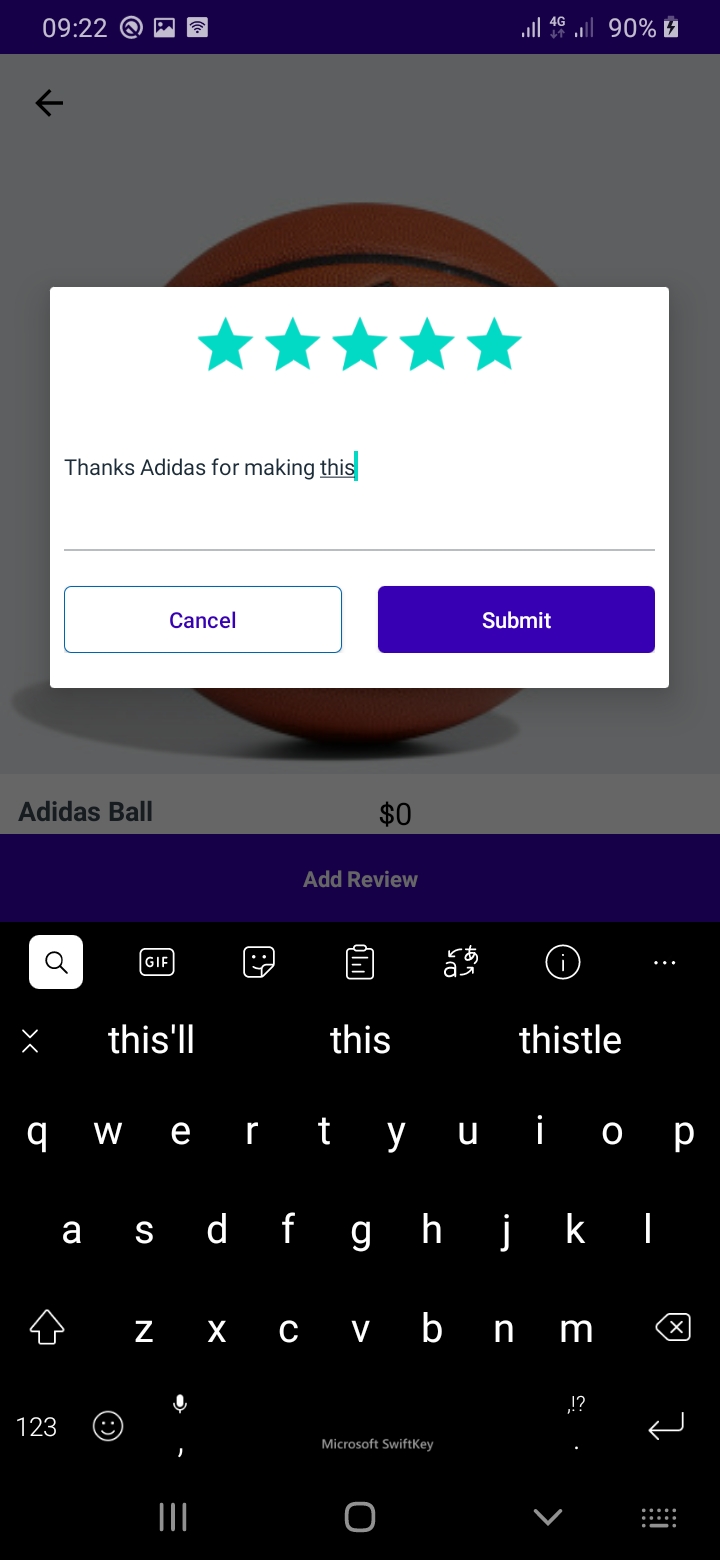 09:22 4G 90%
Thanks Adidas for making this
Cancel Submit
Adidas Ball $0
Add Review
GIF
this'll this thistle
q w e r t y u i o p
a s d f g h j k l
z x c v b n m
,!?
123 , Microsoft SwiftKey .